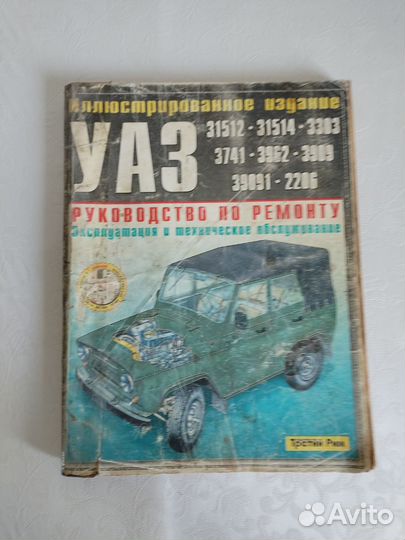 иллюстрированное издание
УАЗ
31512 - 31514 - 3303
3741 - 3962 - 3909
39091 - 2206
РУКОВОДСТВО ПО РЕМОНТУ
Эксплуатация и техническое обслуживание
Третий Рим
Avito